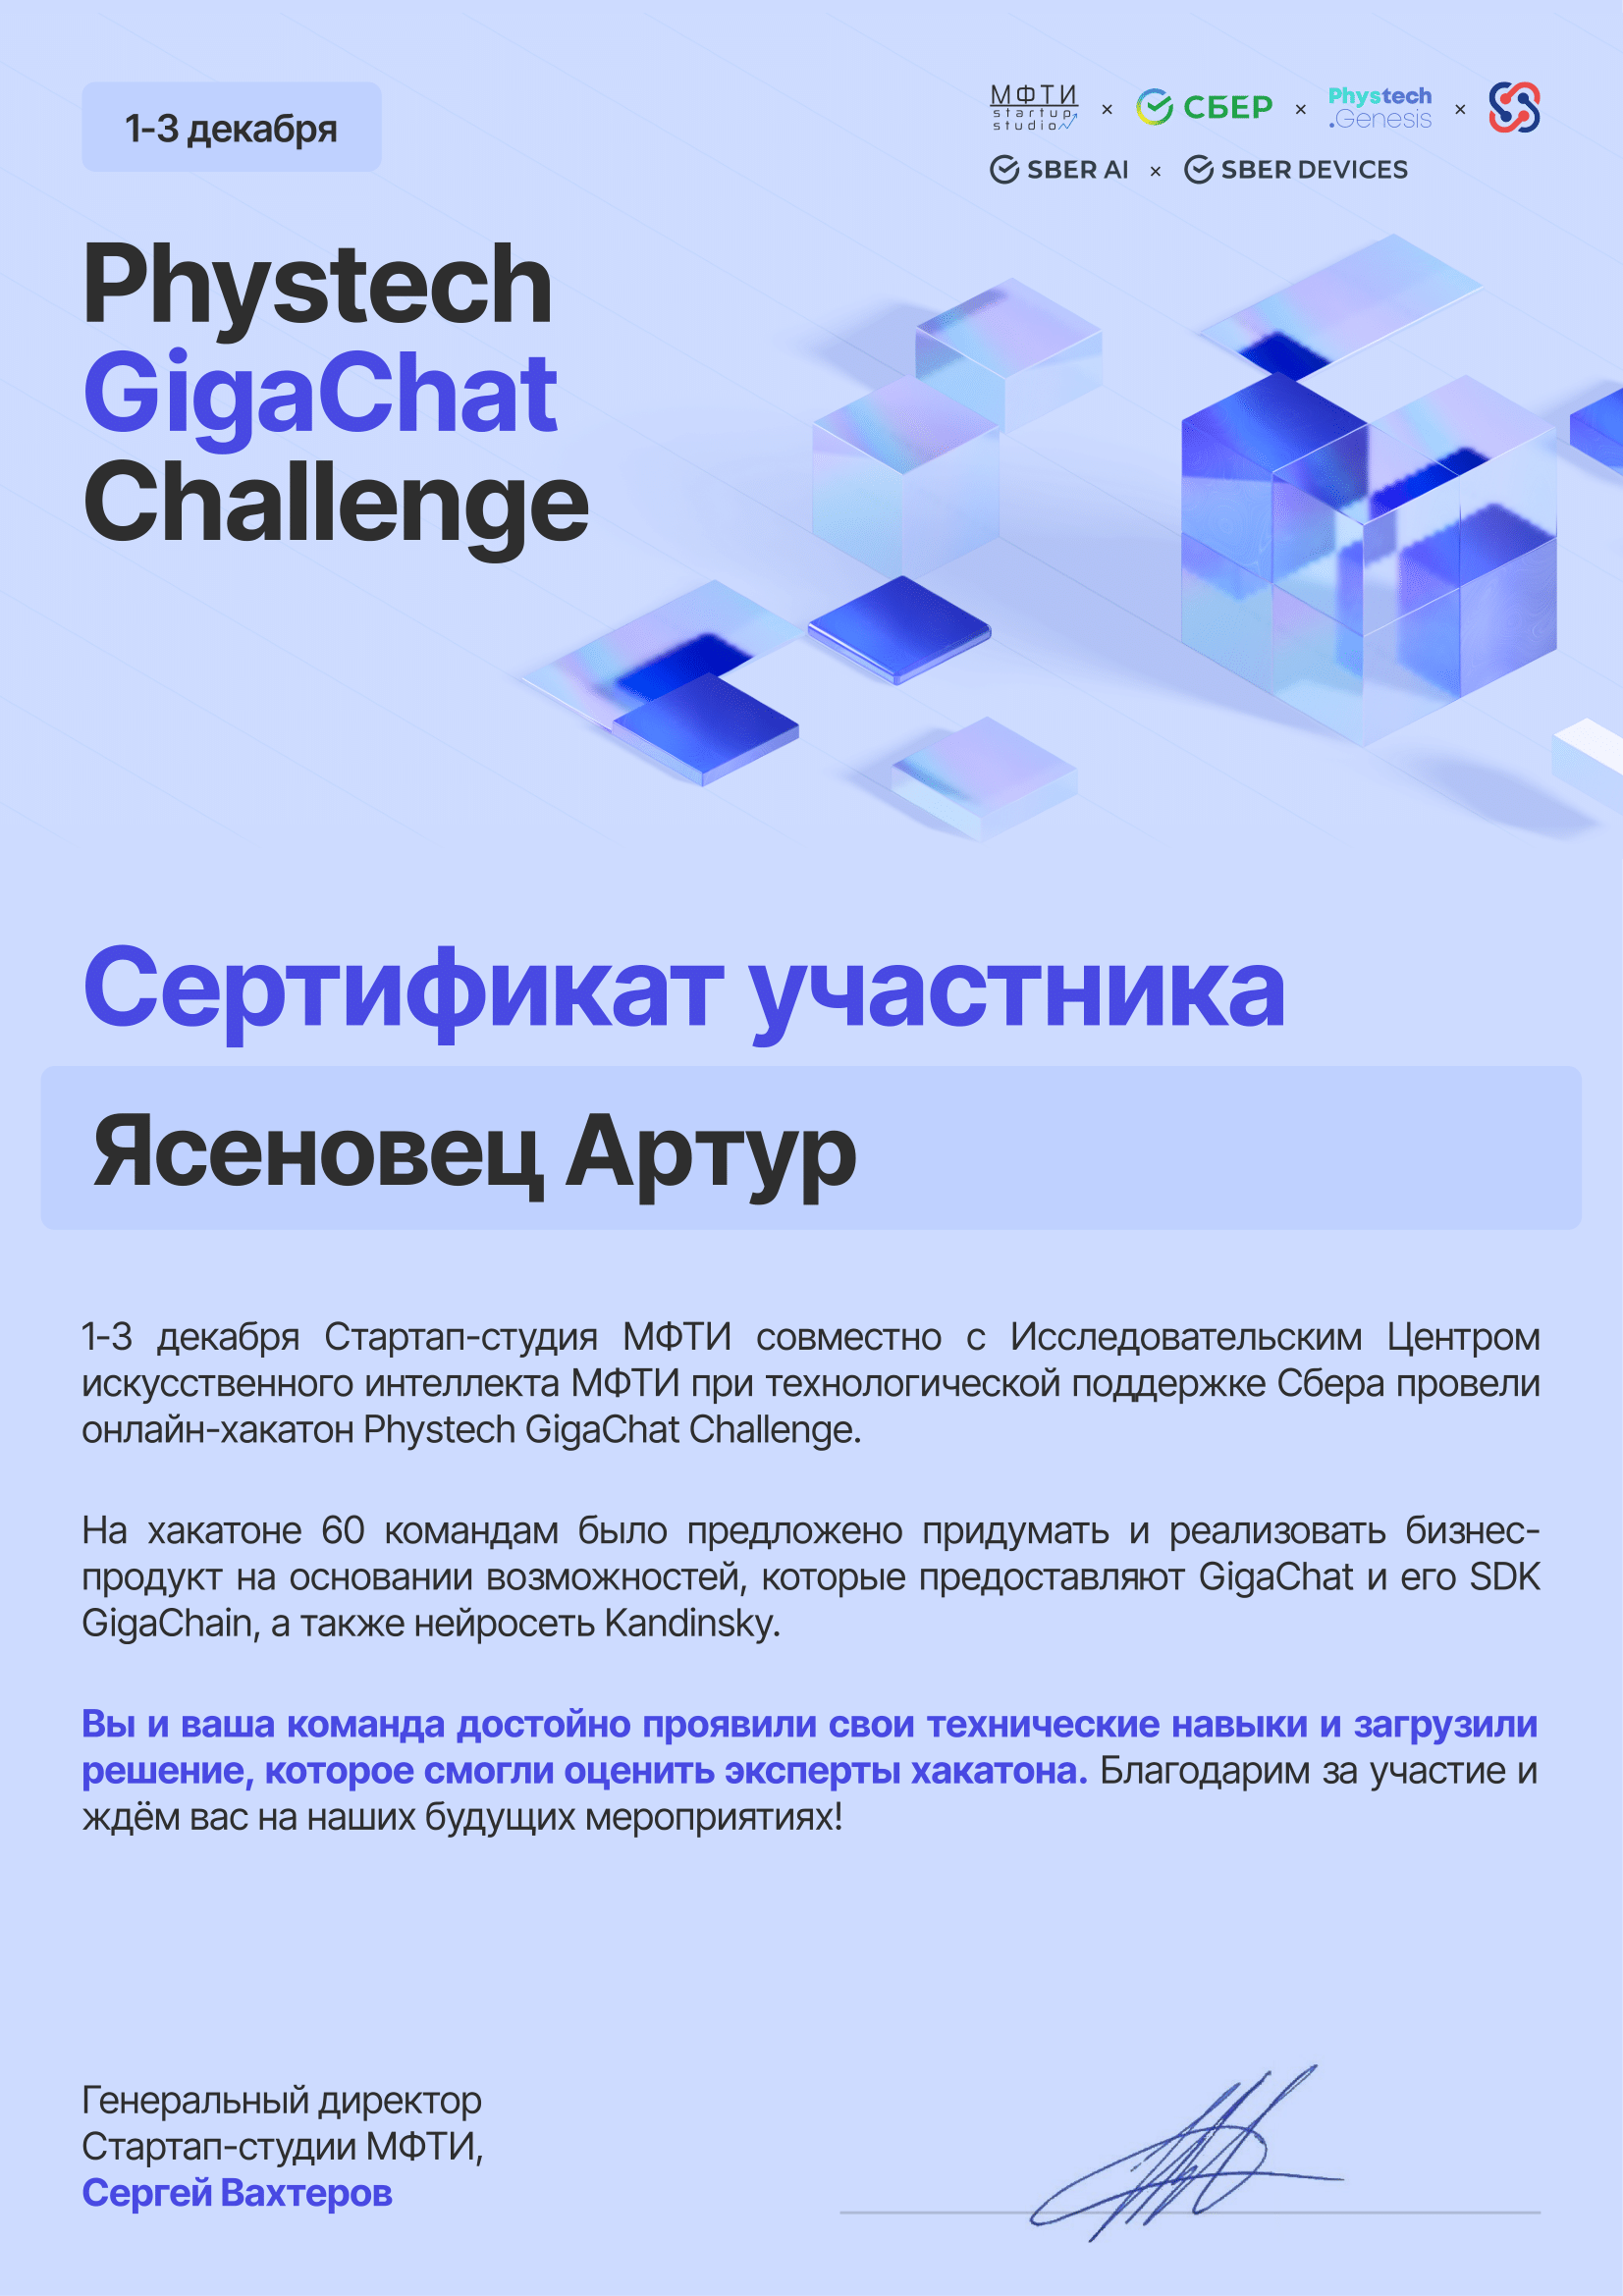 1-3 декабря
МФТИ
startup
studio
×
СБЕР
×
Phystech
.Genesis
×
SBER AI
×
SBER DEVICES
Phystech
GigaChat
Challenge
Сертификат участника
Ясеновец Артур
1-3 декабря Стартап-студия МФТИ совместно с Исследовательским Центром
искусственного интеллекта МФТИ при технологической поддержке Сбера провели
онлайн-хакатон Phystech GigaChat Challenge.
На хакатоне 60 командам было предложено придумать и реализовать бизнес-
продукт на основании возможностей, которые предоставляют GigaChat и его SDK
GigaChain, а также нейросеть Kandinsky.
Вы и ваша команда достойно проявили свои технические навыки и загрузили
решение, которое смогли оценить эксперты хакатона. Благодарим за участие и
ждём вас на наших будущих мероприятиях!
Генеральный директор
Стартап-студии МФТИ,
Сергей Вахтеров